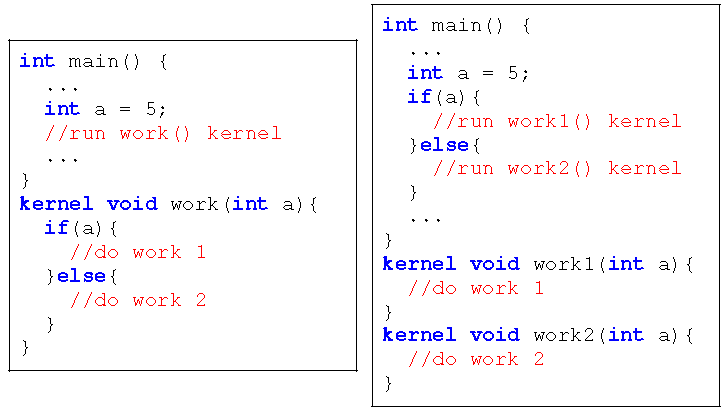 int main() {
  ...
  int a = 5;
  //run work() kernel
  ...
}
kernel void work(int a){
  if(a){
    //do work 1
  }else{
    //do work 2
  }
}
int main() {
  ...
  int a = 5;
  if(a){
    //run work1() kernel
  }else{
    //run work2() kernel
  }
  ...
}
kernel void work1(int a){
  //do work 1
}
kernel void work2(int a){
  //do work 2
}